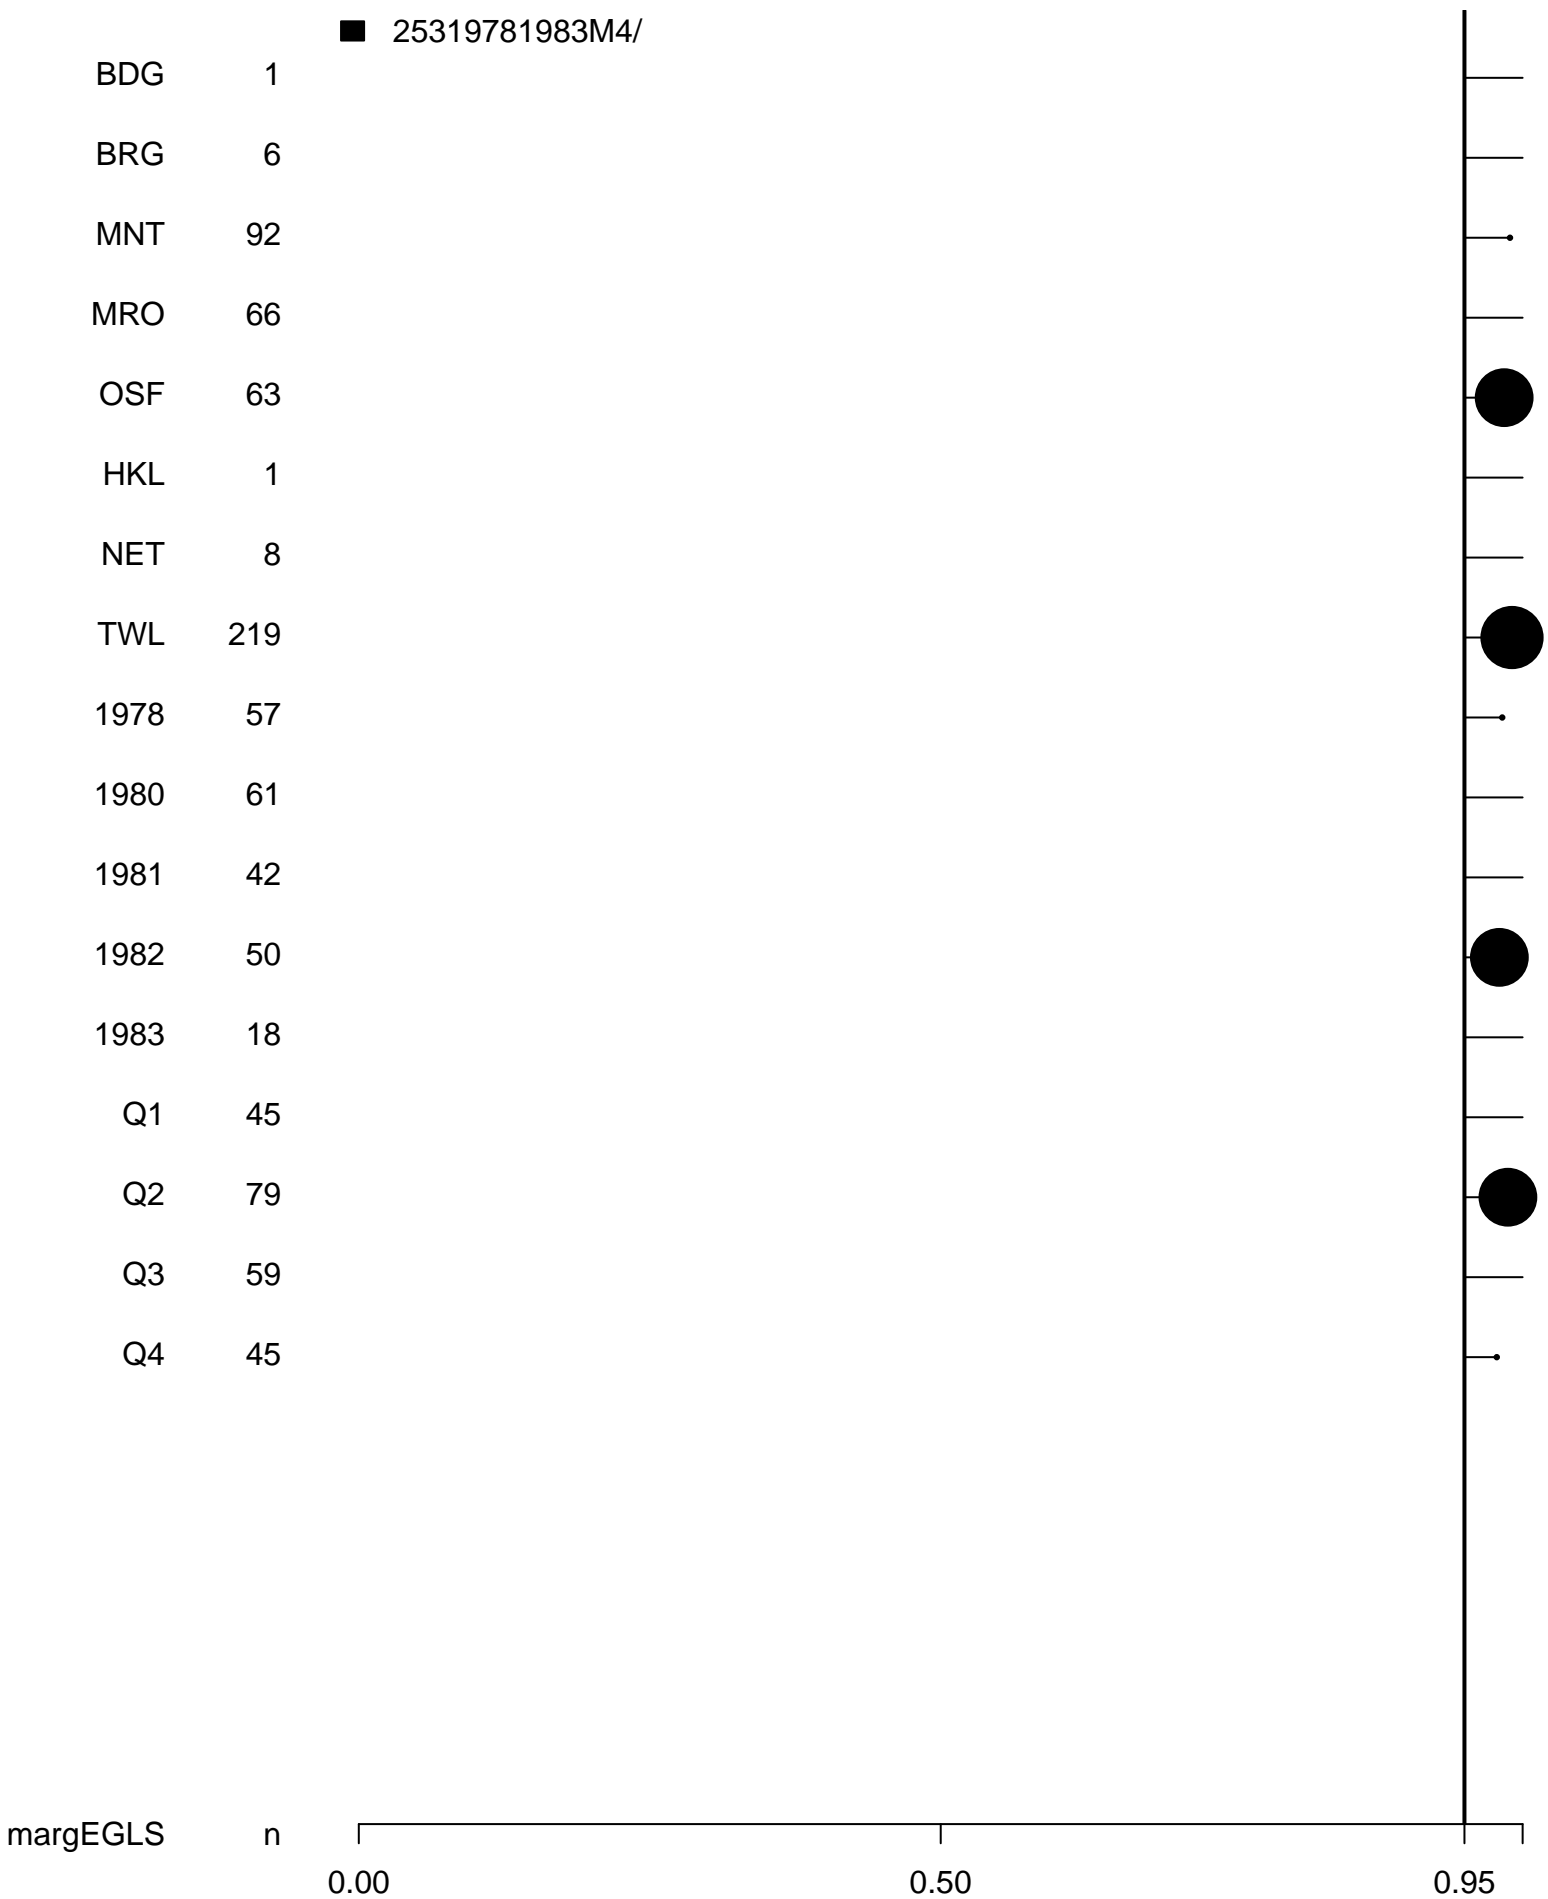 25319781983M4/
BDG 1
BRG 6
MNT 92
MRO 66
OSF 63
HKL 1
NET 8
TWL 219
1978 57
1980 61
1981 42
1982 50
1983 18
Q1 45
Q2 79
Q3 59
Q4 45
margEGLS n
0.00 0.50 0.95